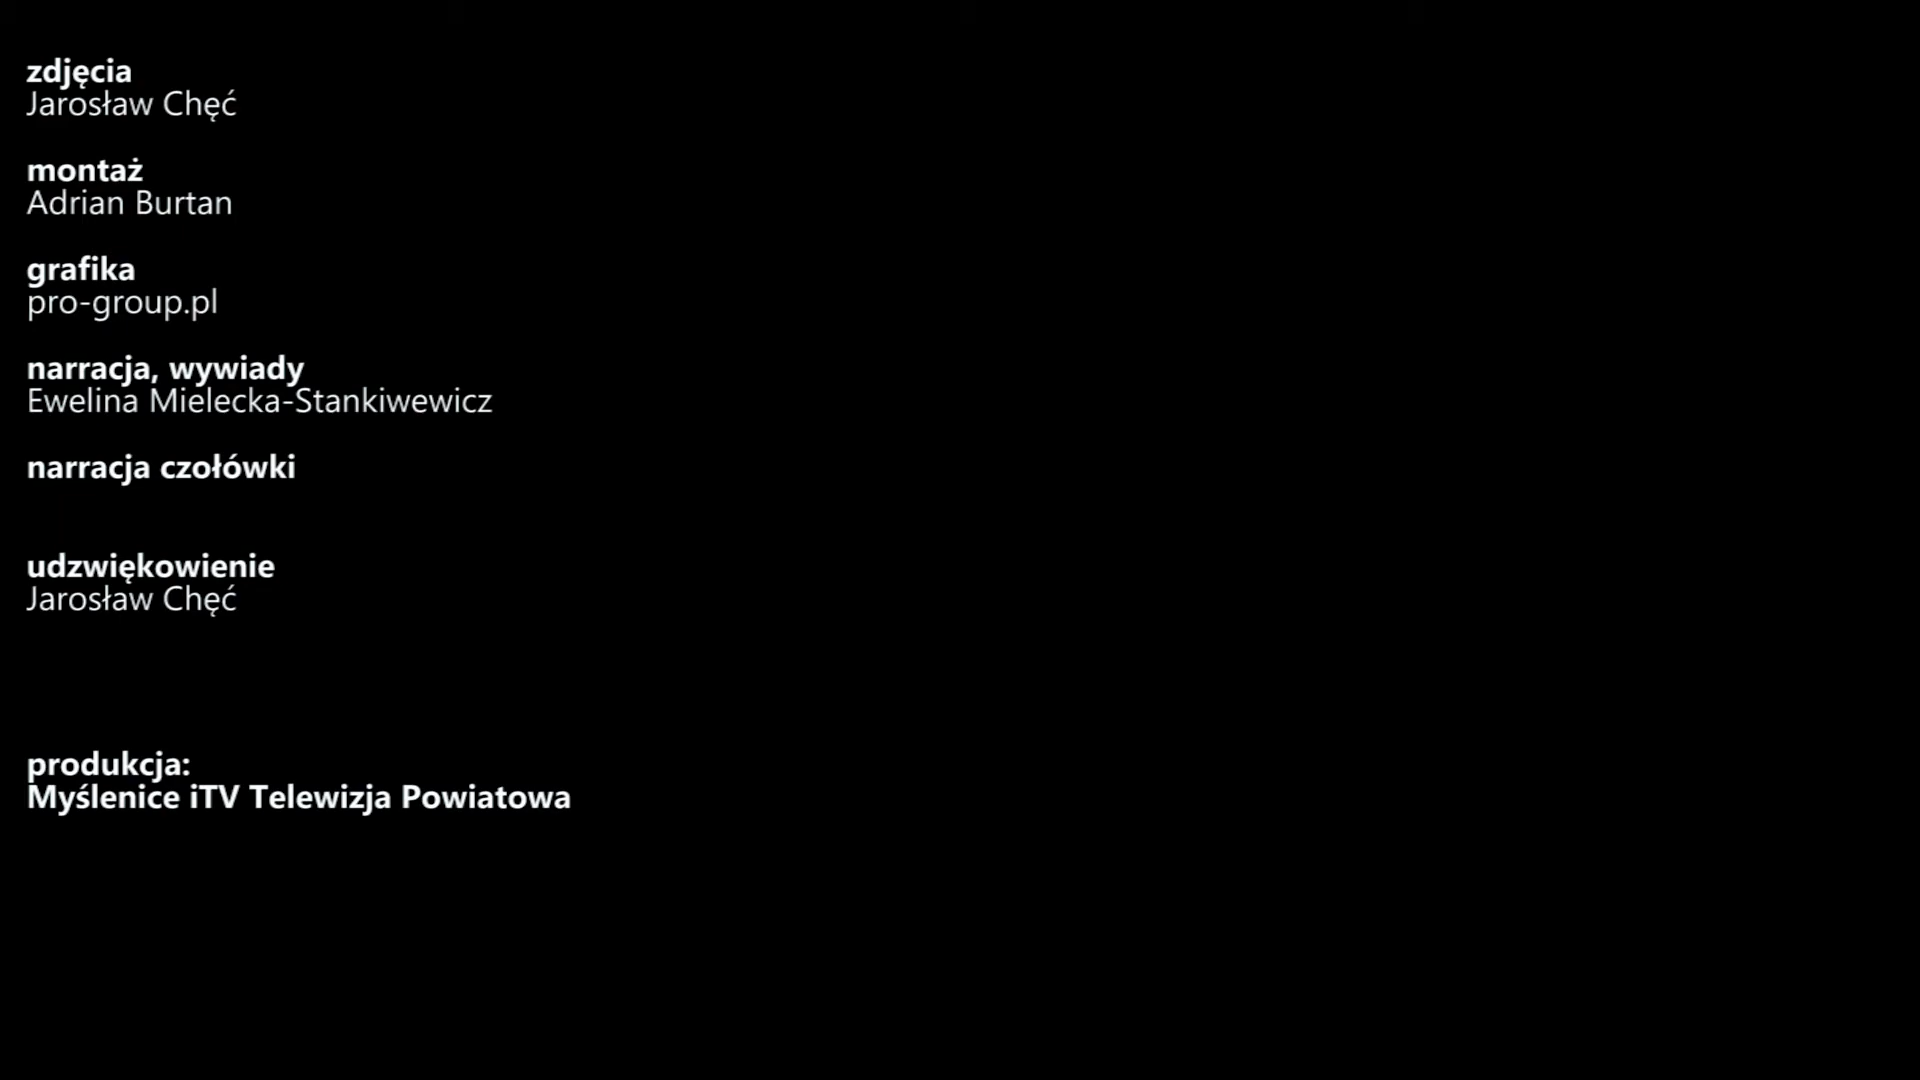 zdjęcia
Jarosław Chęć
montaż
Adrian Burtan
grafika
pro-group.pl
narracja, wywiady
Ewelina Mielecka-Stankiwewicz
narracja czołówki
udzwiękowienie
Jarosław Chęć
produkcja:
Myślenice iTV Telewizja Powiatowa